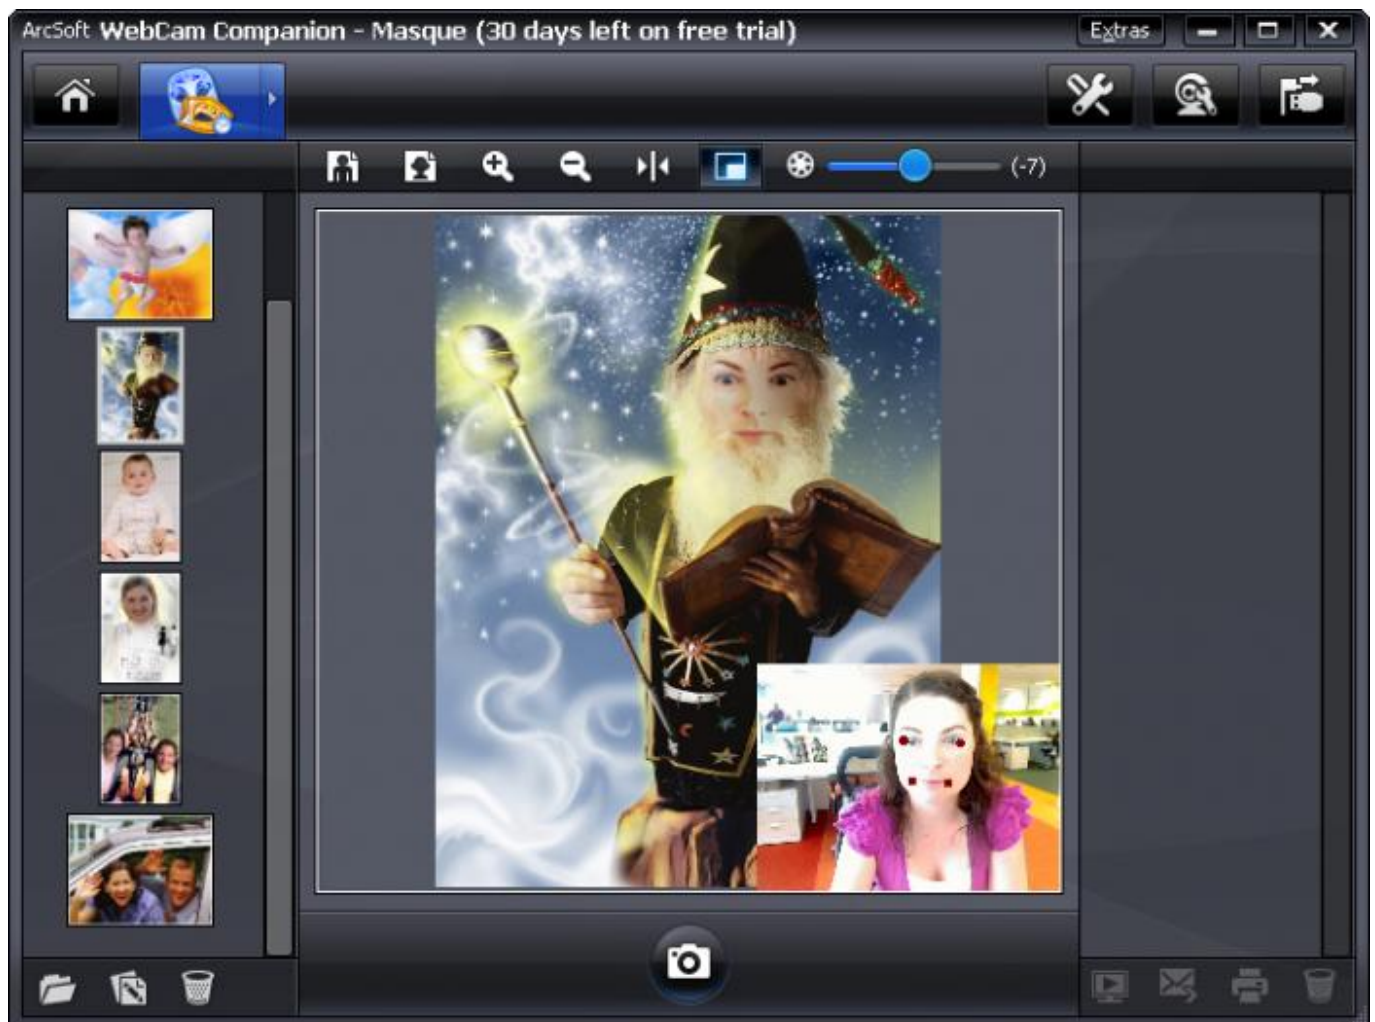 ArcSoft WebCam Companion - Masque (30 days left on free trial)
Extras
(-7)